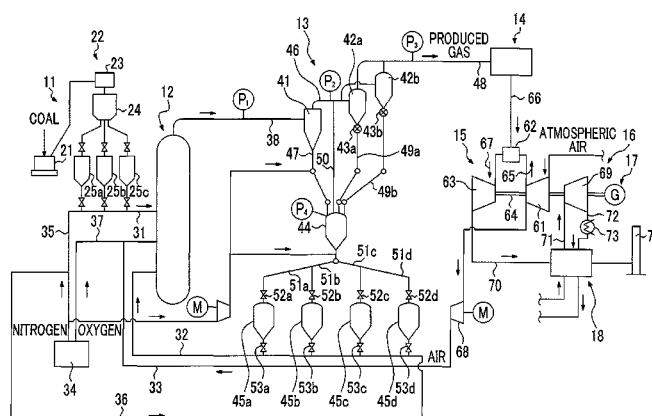 P3
PRODUCED
GAS
14
13
42a
46
22
23
P2
42b
48
11
41
12
P1
66
24
COAL
38
43a
43b
62
ATMOSPHERIC
AIR
16
15
67
65
69
17
21
47
50
49a
63
G
25a
25b
25c
49b
64
61
72
73
35
37
31
P4
44
71
51c
51d
70
51b
51a
52a
52b
52c
52d
M
M
18
NITROGEN
OXYGEN
68
32
AIR
34
33
53a
53b
53c
53d
45a
45b
45c
45d
36